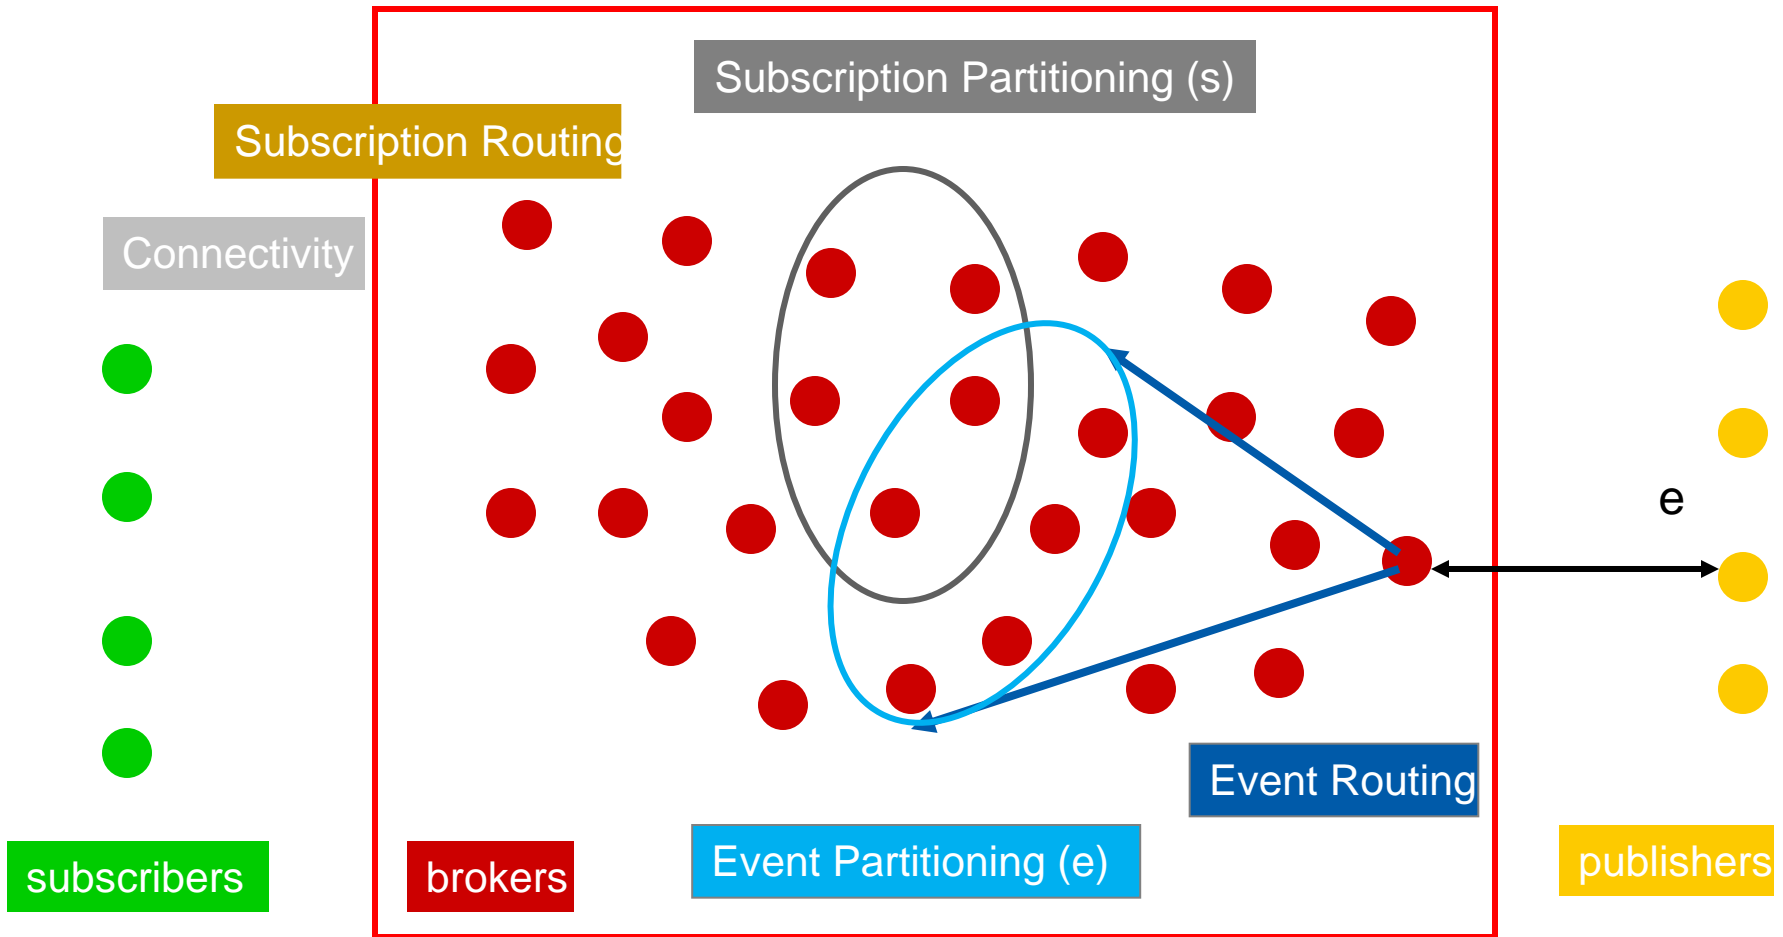 Subscription Partitioning (s)
Subscription Routing
Connectivity
e
Event Routing
Event Partitioning (e)
subscribers
brokers
publishers